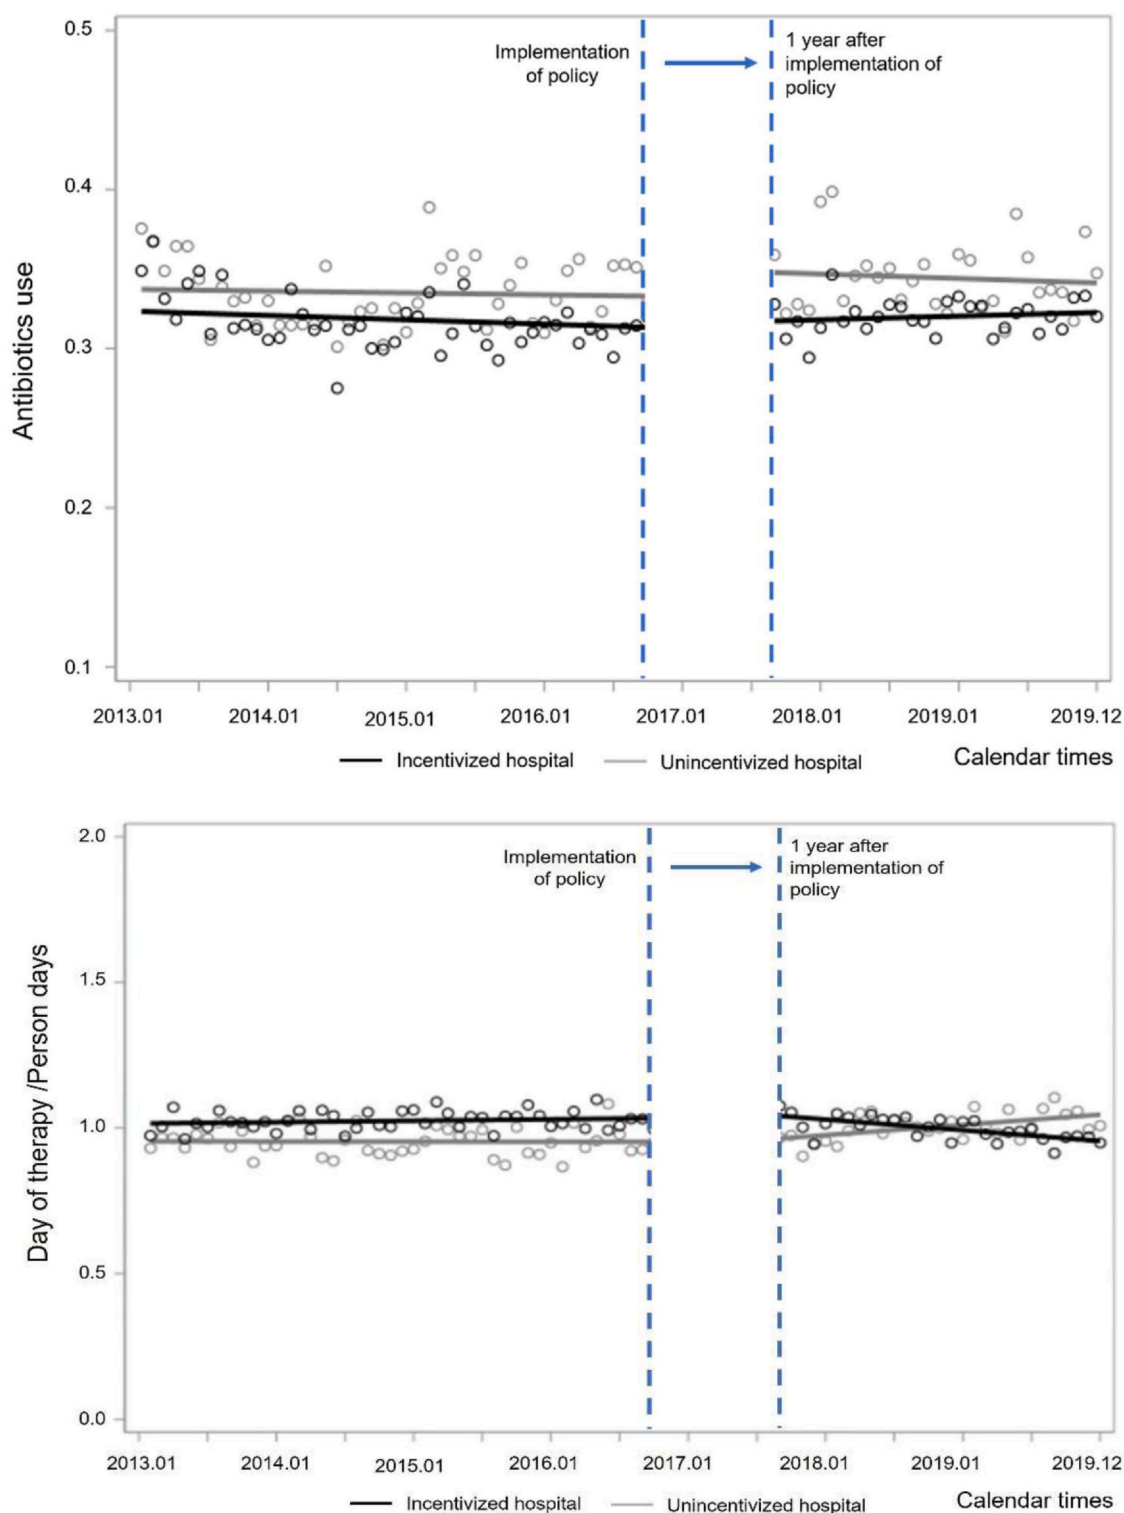 0.5
0.4
0.3
0.2
0.1
Antibiotics use
Implementation
of policy
1 year after
implementation of
policy
2013.01 2014.01 2015.01 2016.01 2017.01 2018.01 2019.01 2019.12
Incentivized hospital Unincentivized hospital Calendar times
2.0
1.5
1.0
0.5
0.0
Day of therapy /Person days
Implementation
of policy
1 year after
implementation of
policy
2013.01 2014.01 2015.01 2016.01 2017.01 2018.01 2019.01 2019.12
Incentivized hospital Unincentivized hospital Calendar times